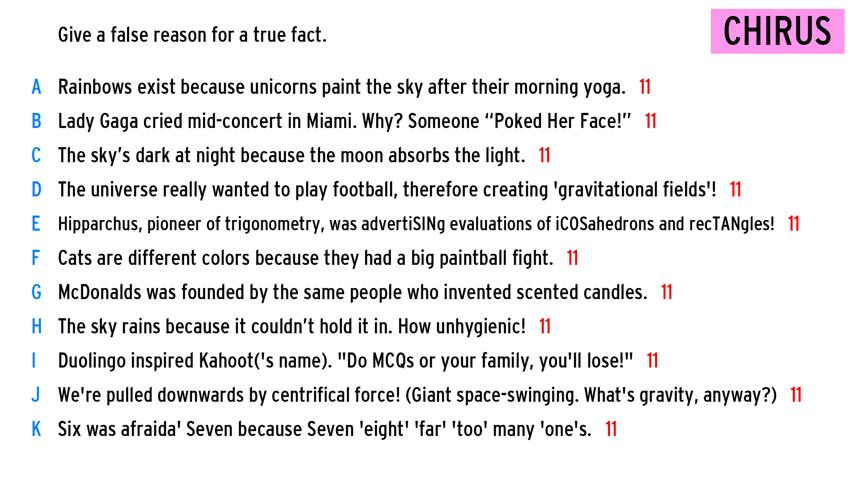 Give a false reason for a true fact.
CHIRUS
A Rainbows exist because unicorns paint the sky after their morning yoga. 11
B Lady Gaga cried mid-concert in Miami. Why? Someone “Poked Her Face!” 11
C The sky’s dark at night because the moon absorbs the light. 11
D The universe really wanted to play football, therefore creating 'gravitational fields'! 11
E Hipparchus, pioneer of trigonometry, was advertiSINg evaluations of iCOSahedrons and recTANgles! 11
F Cats are different colors because they had a big paintball fight. 11
G McDonalds was founded by the same people who invented scented candles. 11
H The sky rains because it couldn’t hold it in. How unhygienic! 11
I Duolingo inspired Kahoot('s name). "Do MCQs or your family, you'll lose!" 11
J We're pulled downwards by centrifical force! (Giant space-swinging. What's gravity, anyway?) 11
K Six was afraida' Seven because Seven 'eight' 'far' 'too' many 'one's. 11